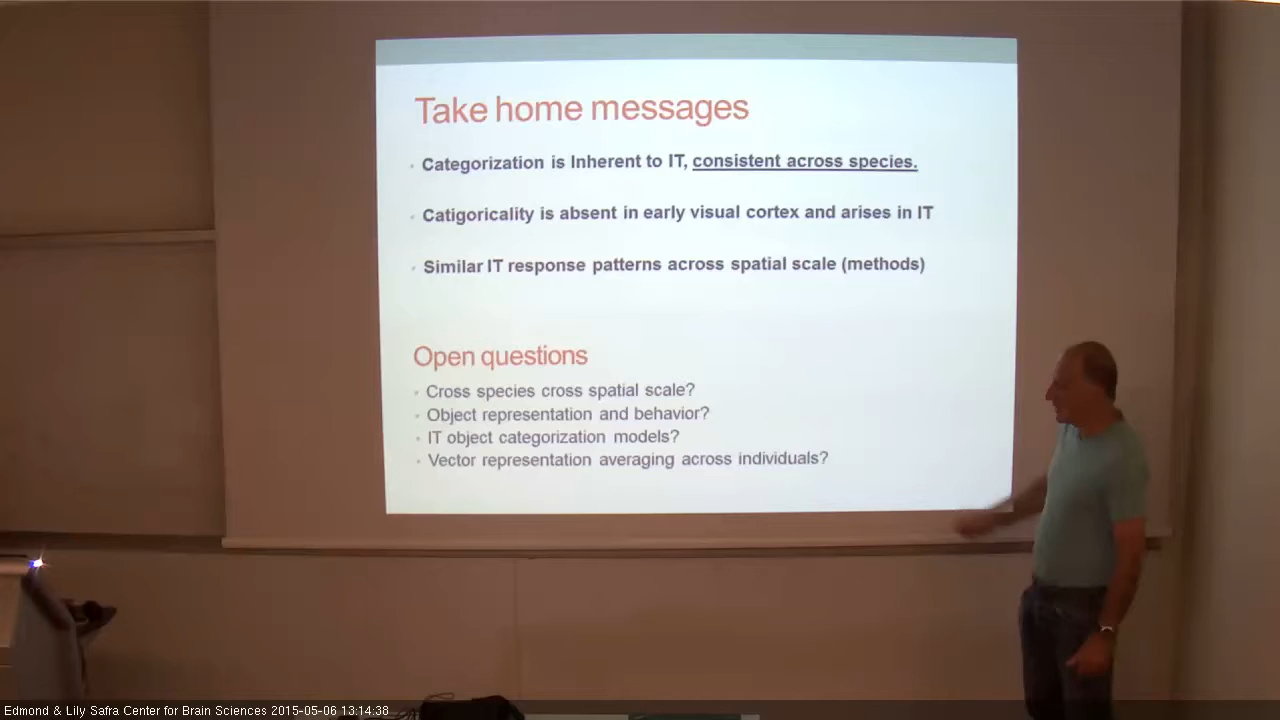 Take home messages
Categorization is Inherent to IT, consistent across species.
Catigoricality is absent in early visual cortex and arises in IT
Similar IT response patterns across spatial scale (methods)
Open questions
Cross species cross spatial scale?
Object representation and behavior?
IT object categorization models?
Vector representation averaging across individuals?
Edmond & Lily Safra Center for Brain Sciences 2015-05-06 13:14:38